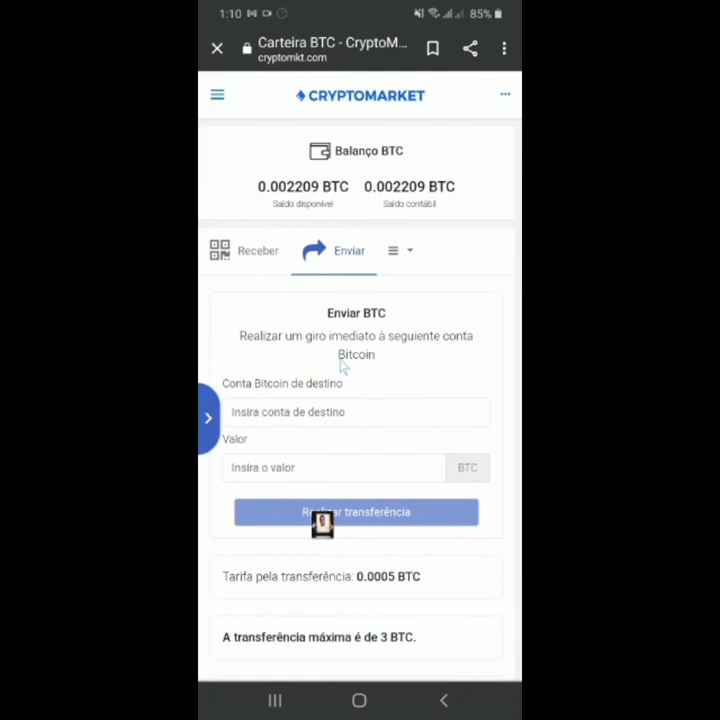 1:10 85%
Carteira BTC - CryptoM...
cryptomkt.com
CRYPTOMARKET
Balanço BTC
0.002209 BTC 0.002209 BTC
Saldo disponível Saldo contábil
Receber Enviar
Enviar BTC
Realizar um giro imediato à seguinte conta
Bitcoin
Conta Bitcoin de destino
Insira conta de destino
Valor
Insira o valor BTC
Realizar transferência
Tarifa pela transferência: 0.0005 BTC
A transferência máxima é de 3 BTC.